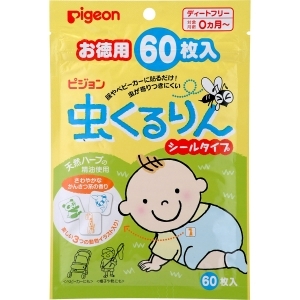 Pigeon
ディートフリー
0ヵ月〜
お徳用 60枚入
服やベビーカーに貼るだけ!
虫が寄りつきにくい
ピジョン
虫くるりん
シールタイプ
天然ハーブの
精油使用
さわやかな
かんきつ系の香り
60枚入